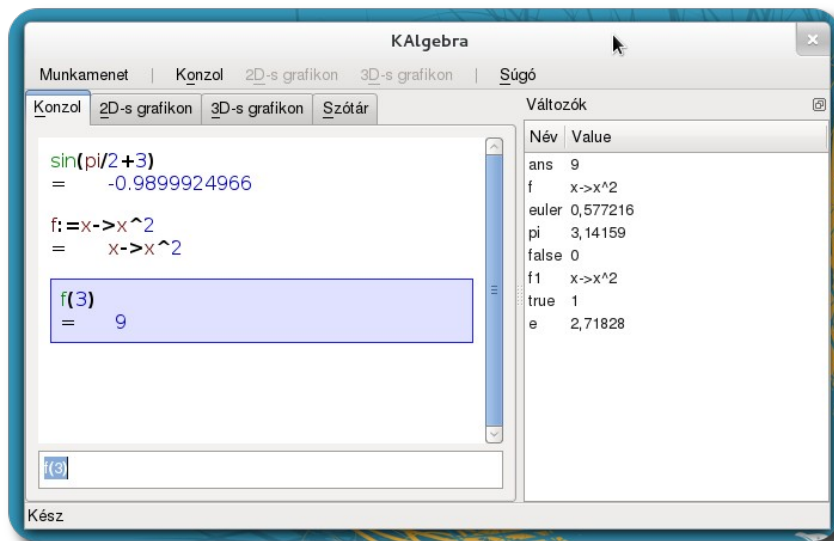 KAlgebra
Munkamenet | Konzol 2D-s grafikon 3D-s grafikon | Súgó
Konzol 2D-s grafikon 3D-s grafikon Szótár
sin(pi/2+3)
= -0.9899924966
f:=x->x^2
= x->x^2
f(3)
= 9
f(3)
Változók
Név Value
ans 9
f x->x^2
euler 0,577216
pi 3,14159
false 0
f1 x->x^2
true 1
e 2,71828
Kész